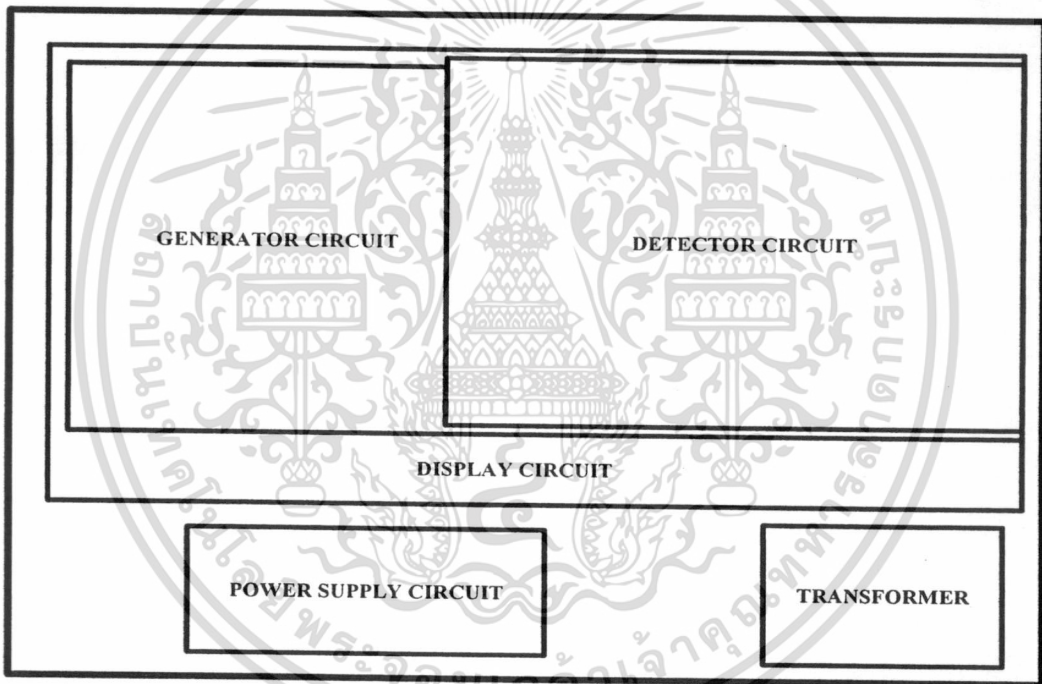 GENERATOR CIRCUIT
DETECTOR CIRCUIT
DISPLAY CIRCUIT
POWER SUPPLY CIRCUIT
TRANSFORMER